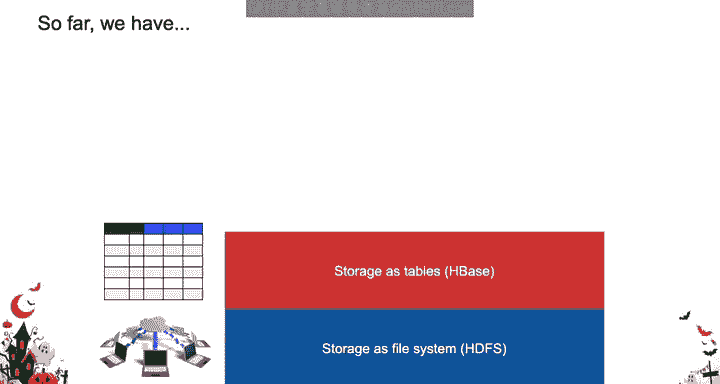 So far, we have...
Storage as tables (HBase)
Storage as file system (HDFS)